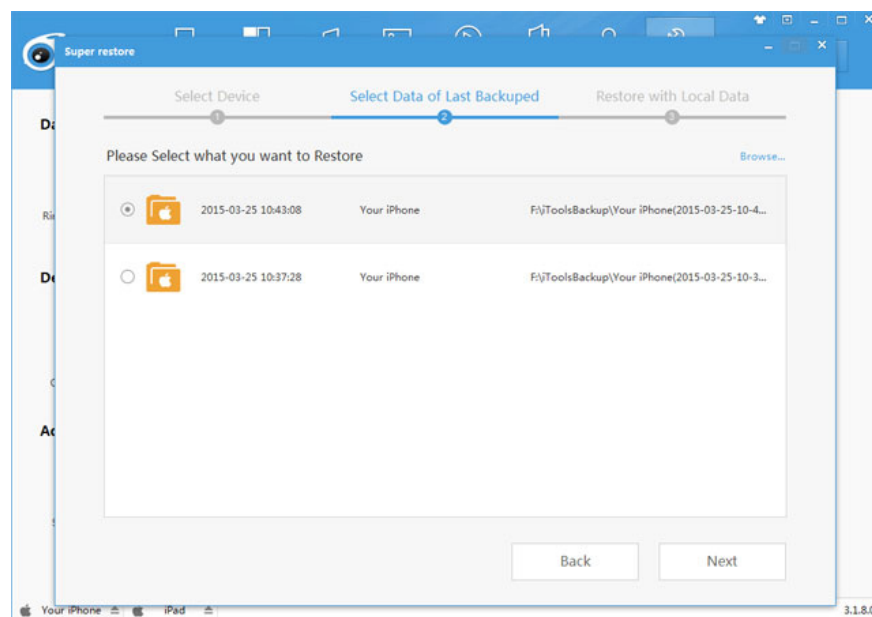 Super restore
Select Device
Select Data of Last Backuped
Restore with Local Data
1
2
3
Please Select what you want to Restore
Browse...
2015-03-25 10:43:08 Your iPhone F:\iToolsBackup\Your iPhone(2015-03-25-10-4...
2015-03-25 10:37:28 Your iPhone F:\iToolsBackup\Your iPhone(2015-03-25-10-3...
Back
Next
Your iPhone
iPad
3.1.8.0